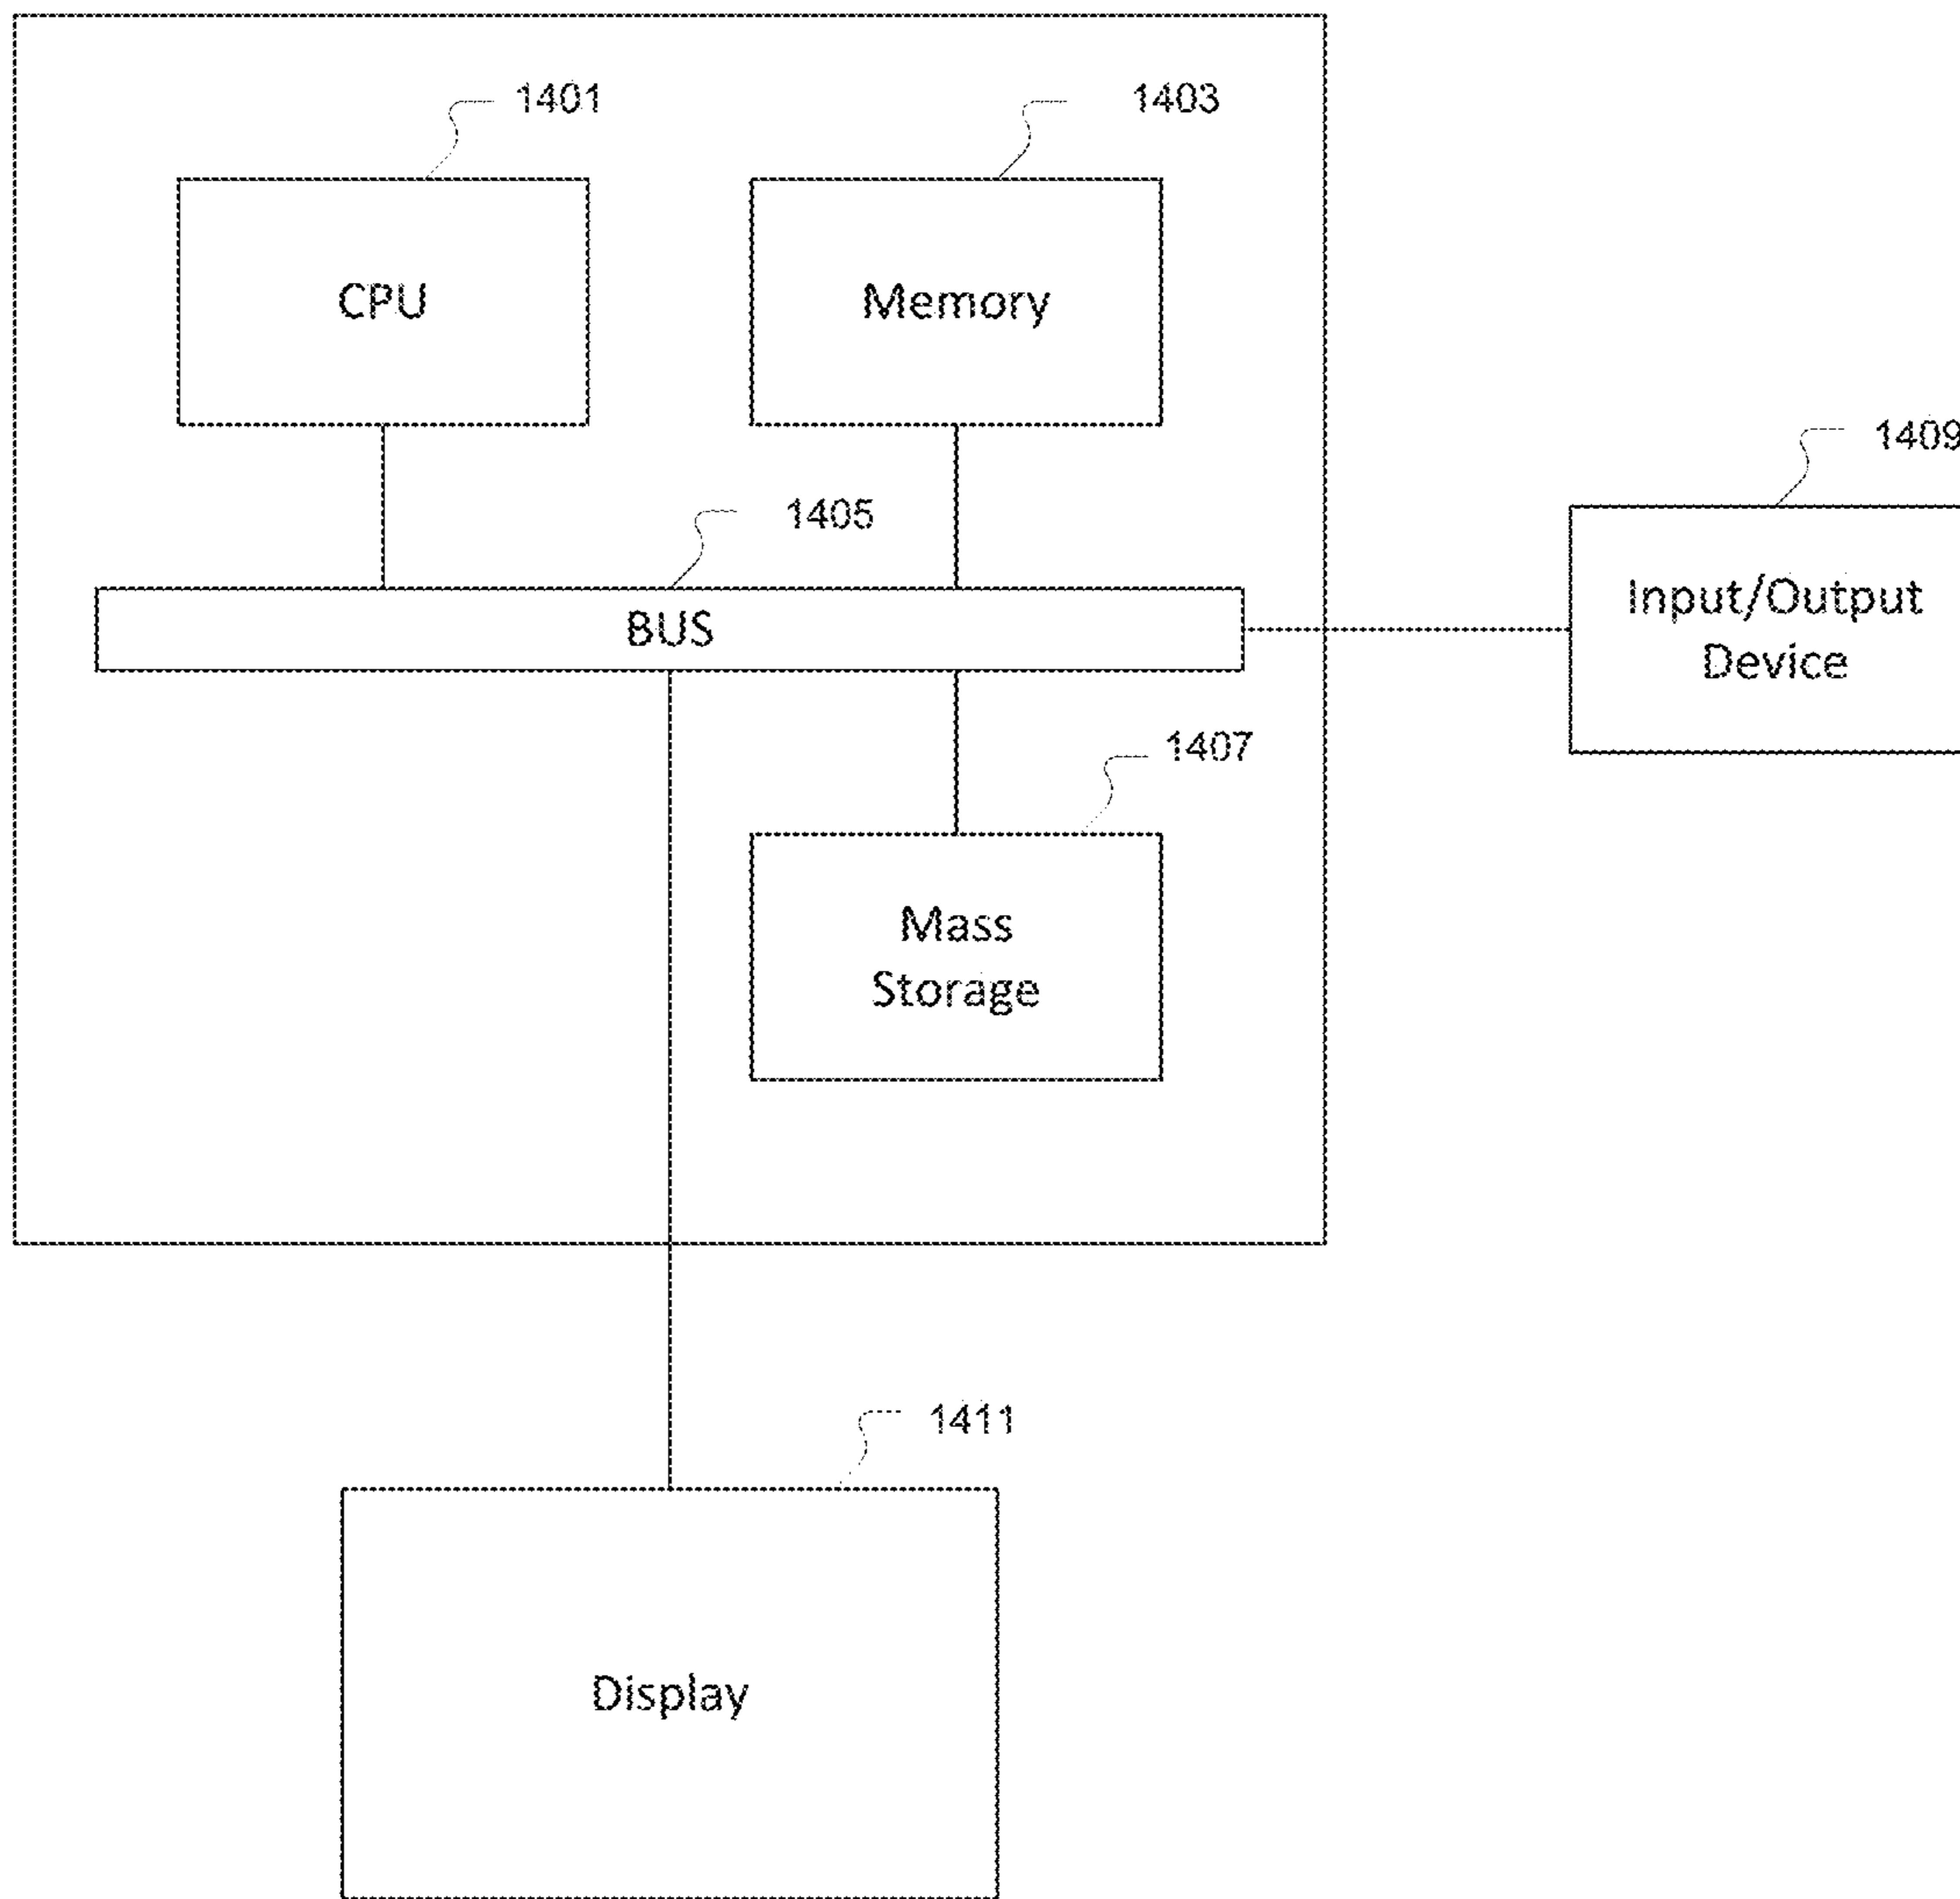 1401
1403
CPU
Memory
1409
1405
Input/Output
Device
BUS
1407
Mass
Storage
1411
Display